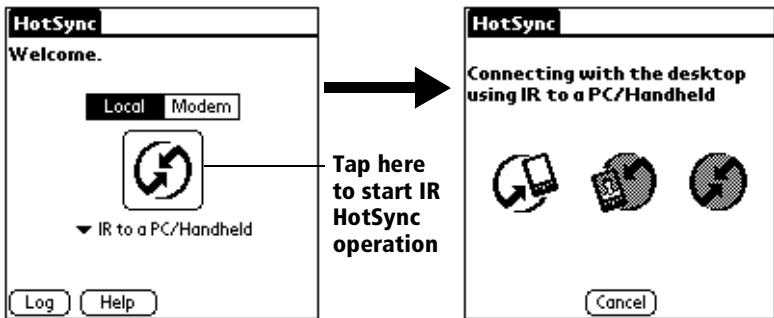 HotSync
Welcome.
Local Modem
▼ IR to a PC/Handheld
Log Help
Tap here
to start IR
HotSync
operation
HotSync
Connecting with the desktop
using IR to a PC/Handheld
Cancel